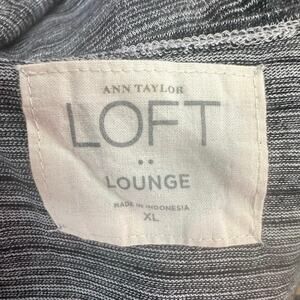 ANN TAYLOR
LOFT
LOUNGE
MADE IN INDONESIA
XL